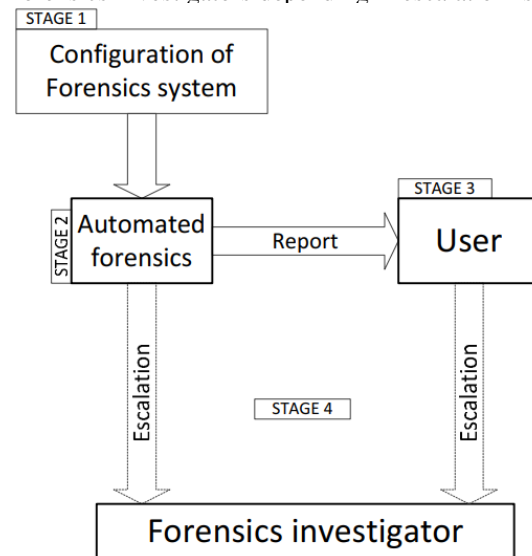 STAGE 1
Configuration of
Forensics system
STAGE 2
Automated
forensics
Report
STAGE 3
User
Escalation
STAGE 4
Escalation
Forensics investigator